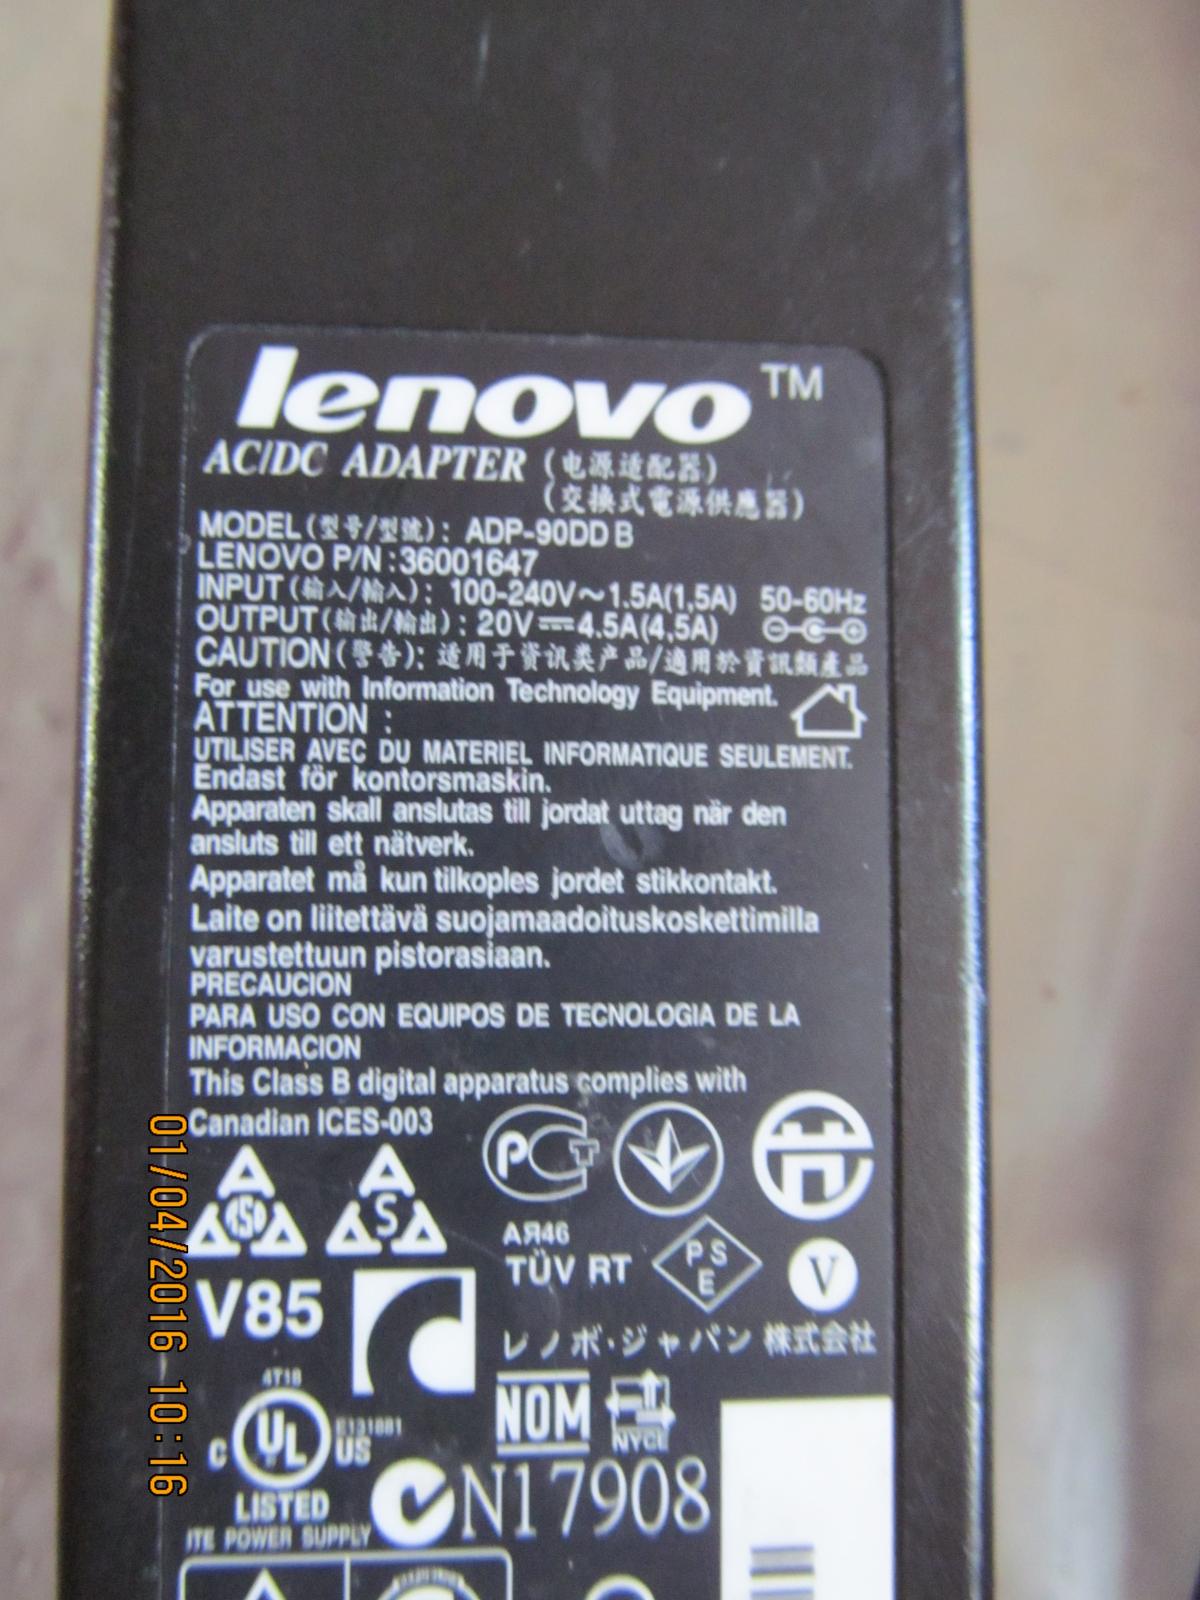 lenovo TM
AC/DC ADAPTER (电源适配器)
(交換式電源供應器)
MODEL(型号/型號): ADP-90DD B
LENOVO P/N :36001647
INPUT(输入/輸入): 100-240V～1.5A(1,5A) 50-60Hz
OUTPUT(输出/輸出): 20V⎓4.5A(4,5A)
CAUTION(警告): 适用于资讯类产品/適用於資訊類產品
For use with Information Technology Equipment.
ATTENTION :
UTILISER AVEC DU MATERIEL INFORMATIQUE SEULEMENT.
Endast för kontorsmaskin.
Apparaten skall anslutas till jordat uttag när den
ansluts till ett nätverk.
Apparatet må kun tilkoples jordet stikkontakt.
Laite on liitettävä suojamaadoituskoskettimilla
varustettuun pistorasiaan.
PRECAUCION
PARA USO CON EQUIPOS DE TECNOLOGIA DE LA
INFORMACION
This Class B digital apparatus complies with
Canadian ICES-003
PCT
S
АЯ46
TÜV RT
PS
E
V
V85
レノボ・ジャパン 株式会社
4T18
UL
C US
E131881
LISTED
ITE POWER SUPPLY
NOM
NYCE
N17908
01/04/2016 10:16